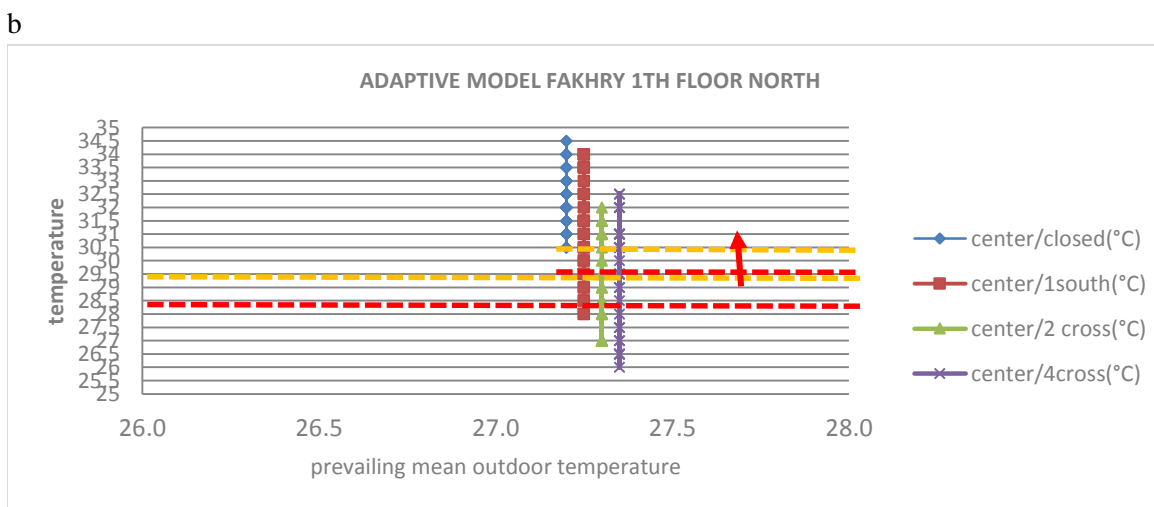 b
ADAPTIVE MODEL FAKHRY 1TH FLOOR NORTH
temperature
35
34.5
34
33.5
33
32.5
32
31.5
31
30.5
30
29.5
29
28.5
28
27.5
27
26.5
26
25.5
25
26.0 26.5 27.0 27.5 28.0
prevailing mean outdoor temperature
center/closed(°C)
center/1south(°C)
center/2 cross(°C)
center/4cross(°C)